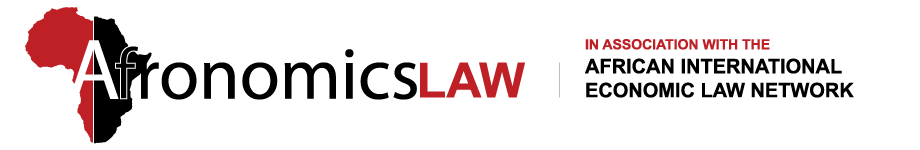 AfronomicsLAW
IN ASSOCIATION WITH THE
AFRICAN INTERNATIONAL
ECONOMIC LAW NETWORK